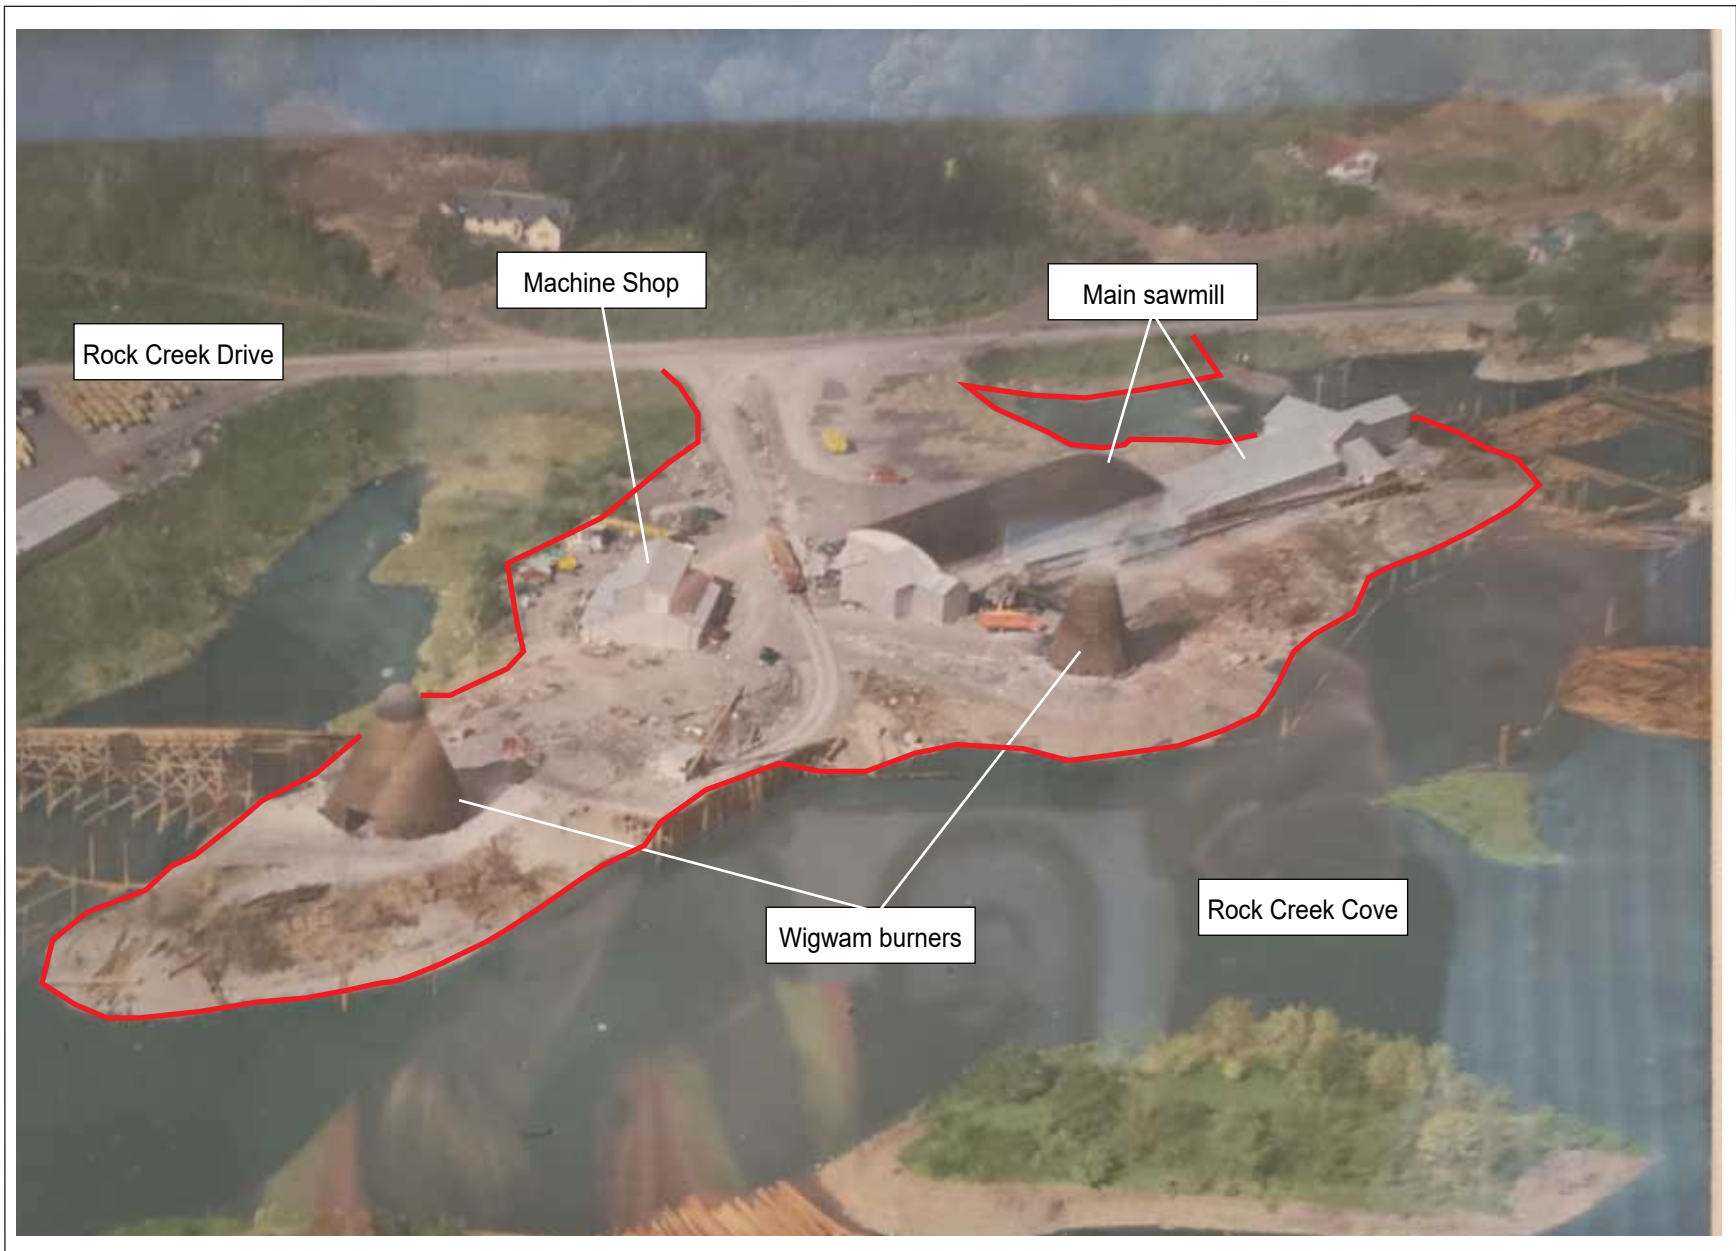 Machine Shop
Main sawmill
Rock Creek Drive
Rock Creek Cove
Wigwam burners